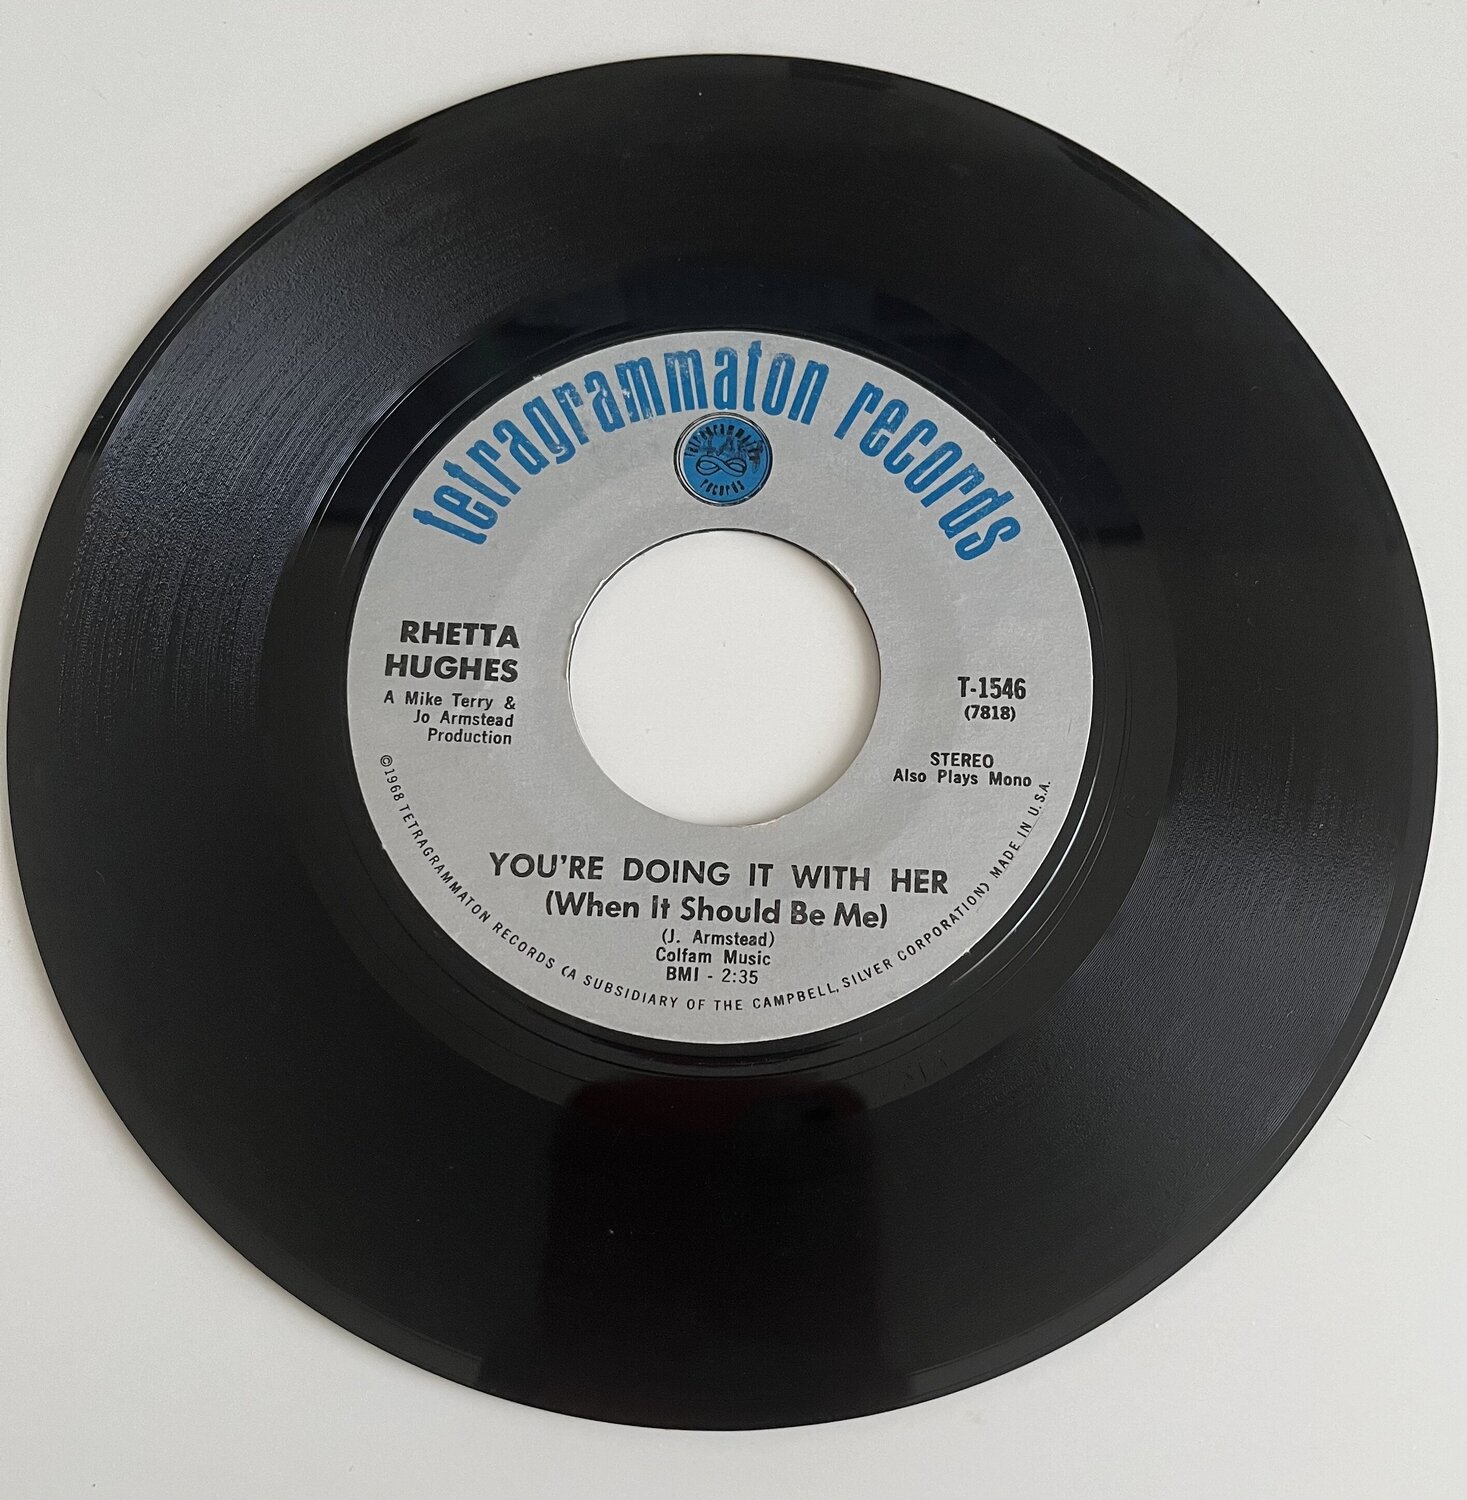 tetragrammaton records
tetragrammaton
records
RHETTA
HUGHES
A Mike Terry &
Jo Armstead
Production
T-1546
(7818)
STEREO
Also Plays Mono
YOU'RE DOING IT WITH HER
(When It Should Be Me)
(J. Armstead)
Colfam Music
BMI - 2:35
©1968 TETRAGRAMMATON RECORDS (A SUBSIDIARY OF THE CAMPBELL, SILVER CORPORATION) MADE IN U.S.A.